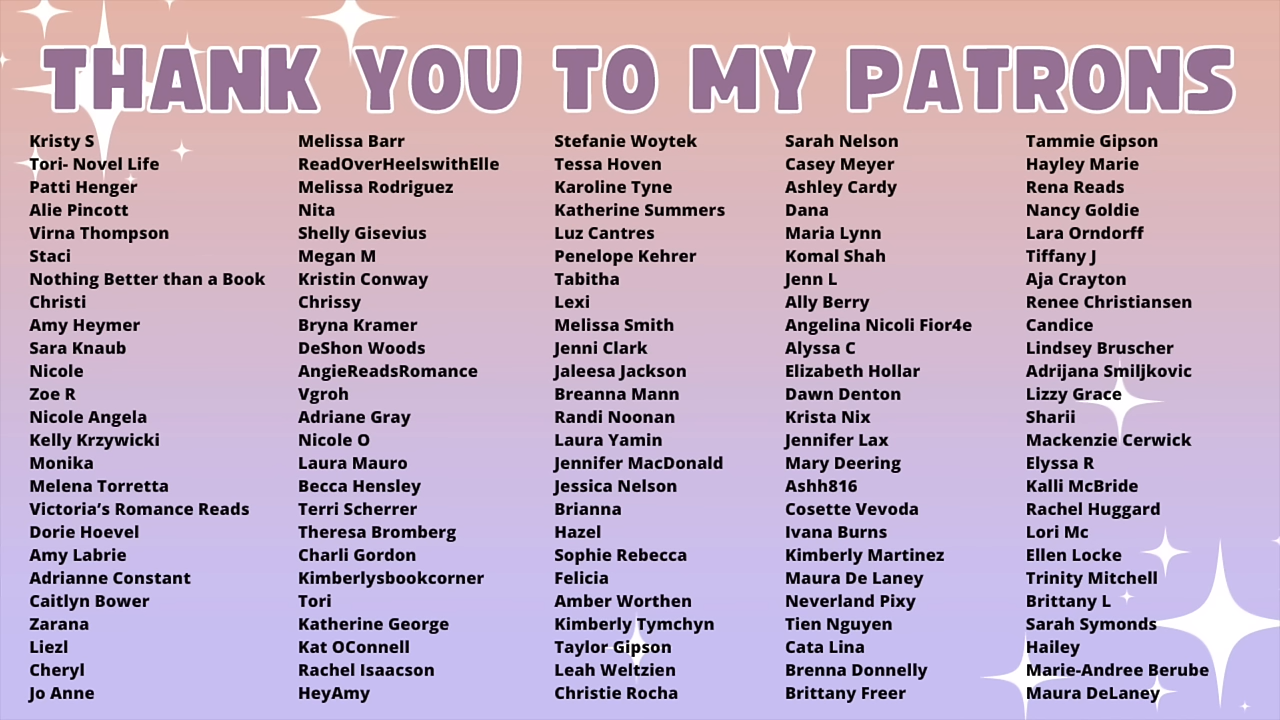 THANK YOU TO MY PATRONS
Kristy S
Tori- Novel Life
Patti Henger
Alie Pincott
Virna Thompson
Staci
Nothing Better than a Book
Christi
Amy Heymer
Sara Knaub
Nicole
Zoe R
Nicole Angela
Kelly Krzywicki
Monika
Melena Torretta
Victoria’s Romance Reads
Dorie Hoevel
Amy Labrie
Adrianne Constant
Caitlyn Bower
Zarana
Liezl
Cheryl
Jo Anne
Melissa Barr
ReadOverHeelswithElle
Melissa Rodriguez
Nita
Shelly Gisevius
Megan M
Kristin Conway
Chrissy
Bryna Kramer
DeShon Woods
AngieReadsRomance
Vgroh
Adriane Gray
Nicole O
Laura Mauro
Becca Hensley
Terri Scherrer
Theresa Bromberg
Charli Gordon
Kimberlysbookcorner
Tori
Katherine George
Kat OConnell
Rachel Isaacson
HeyAmy
Stefanie Woytek
Tessa Hoven
Karoline Tyne
Katherine Summers
Luz Cantres
Penelope Kehrer
Tabitha
Lexi
Melissa Smith
Jenni Clark
Jaleesa Jackson
Breanna Mann
Randi Noonan
Laura Yamin
Jennifer MacDonald
Jessica Nelson
Brianna
Hazel
Sophie Rebecca
Felicia
Amber Worthen
Kimberly Tymchyn
Taylor Gipson
Leah Weltzien
Christie Rocha
Sarah Nelson
Casey Meyer
Ashley Cardy
Dana
Maria Lynn
Komal Shah
Jenn L
Ally Berry
Angelina Nicoli Fior4e
Alyssa C
Elizabeth Hollar
Dawn Denton
Krista Nix
Jennifer Lax
Mary Deering
Ashh816
Cosette Vevoda
Ivana Burns
Kimberly Martinez
Maura De Laney
Neverland Pixy
Tien Nguyen
Cata Lina
Brenna Donnelly
Brittany Freer
Tammie Gipson
Hayley Marie
Rena Reads
Nancy Goldie
Lara Orndorff
Tiffany J
Aja Crayton
Renee Christiansen
Candice
Lindsey Bruscher
Adrijana Smiljkovic
Lizzy Grace
Sharii
Mackenzie Cerwick
Elyssa R
Kalli McBride
Rachel Huggard
Lori Mc
Ellen Locke
Trinity Mitchell
Brittany L
Sarah Symonds
Hailey
Marie-Andree Berube
Maura DeLaney